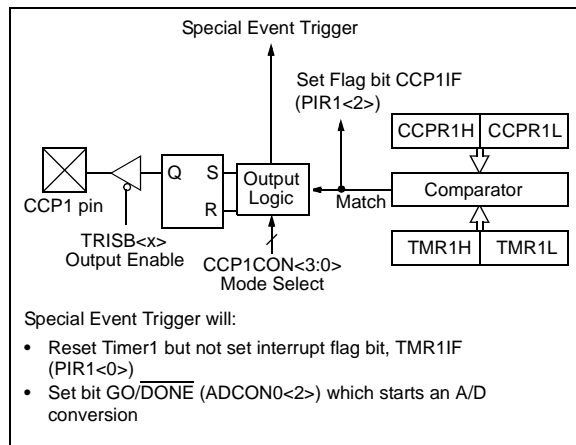 Special Event Trigger
Set Flag bit CCP1IF
(PIR1<2>)
CCPR1H CCPR1L
Q S Output
Logic
R
Match
Comparator
CCP1 pin
TRISB<x>
Output Enable
CCP1CON<3:0>
Mode Select
TMR1H TMR1L
Special Event Trigger will:
• Reset Timer1 but not set interrupt flag bit, TMR1IF
(PIR1<0>)
• Set bit GO/DONE (ADCON0<2>) which starts an A/D
conversion